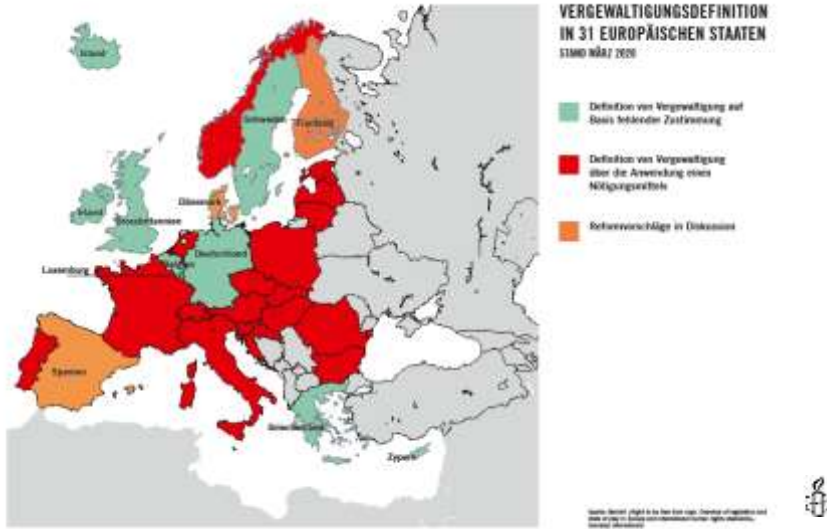 VERGEWALTIGUNGSDEFINITION
IN 31 EUROPÄISCHEN STAATEN
STAND MÄRZ 2020
Definition von Vergewaltigung auf
Basis fehlender Zustimmung
Definition von Vergewaltigung
über die Anwendung eines
Nötigungsmittels
Reformvorschläge in Diskussion
Island
Schweden
Finnland
Dänemark
Irland
Grossbritannien
Deutschland
Belgien
Luxemburg
Spanien
Griechenland
Zypern